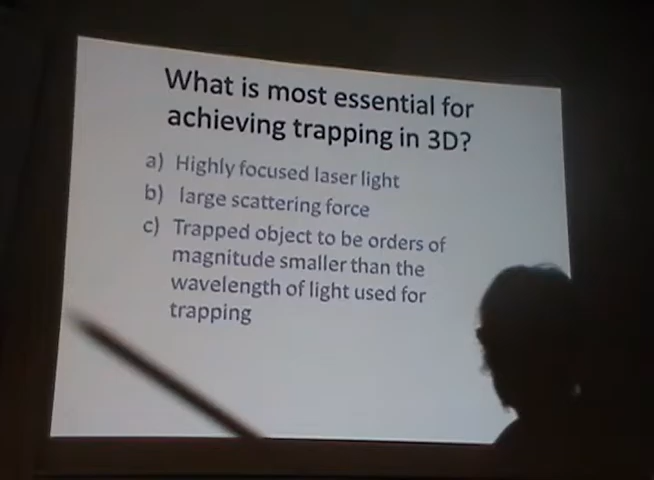 What is most essential for
achieving trapping in 3D?
a) Highly focused laser light
b) large scattering force
c) Trapped object to be orders of
magnitude smaller than the
wavelength of light used for
trapping